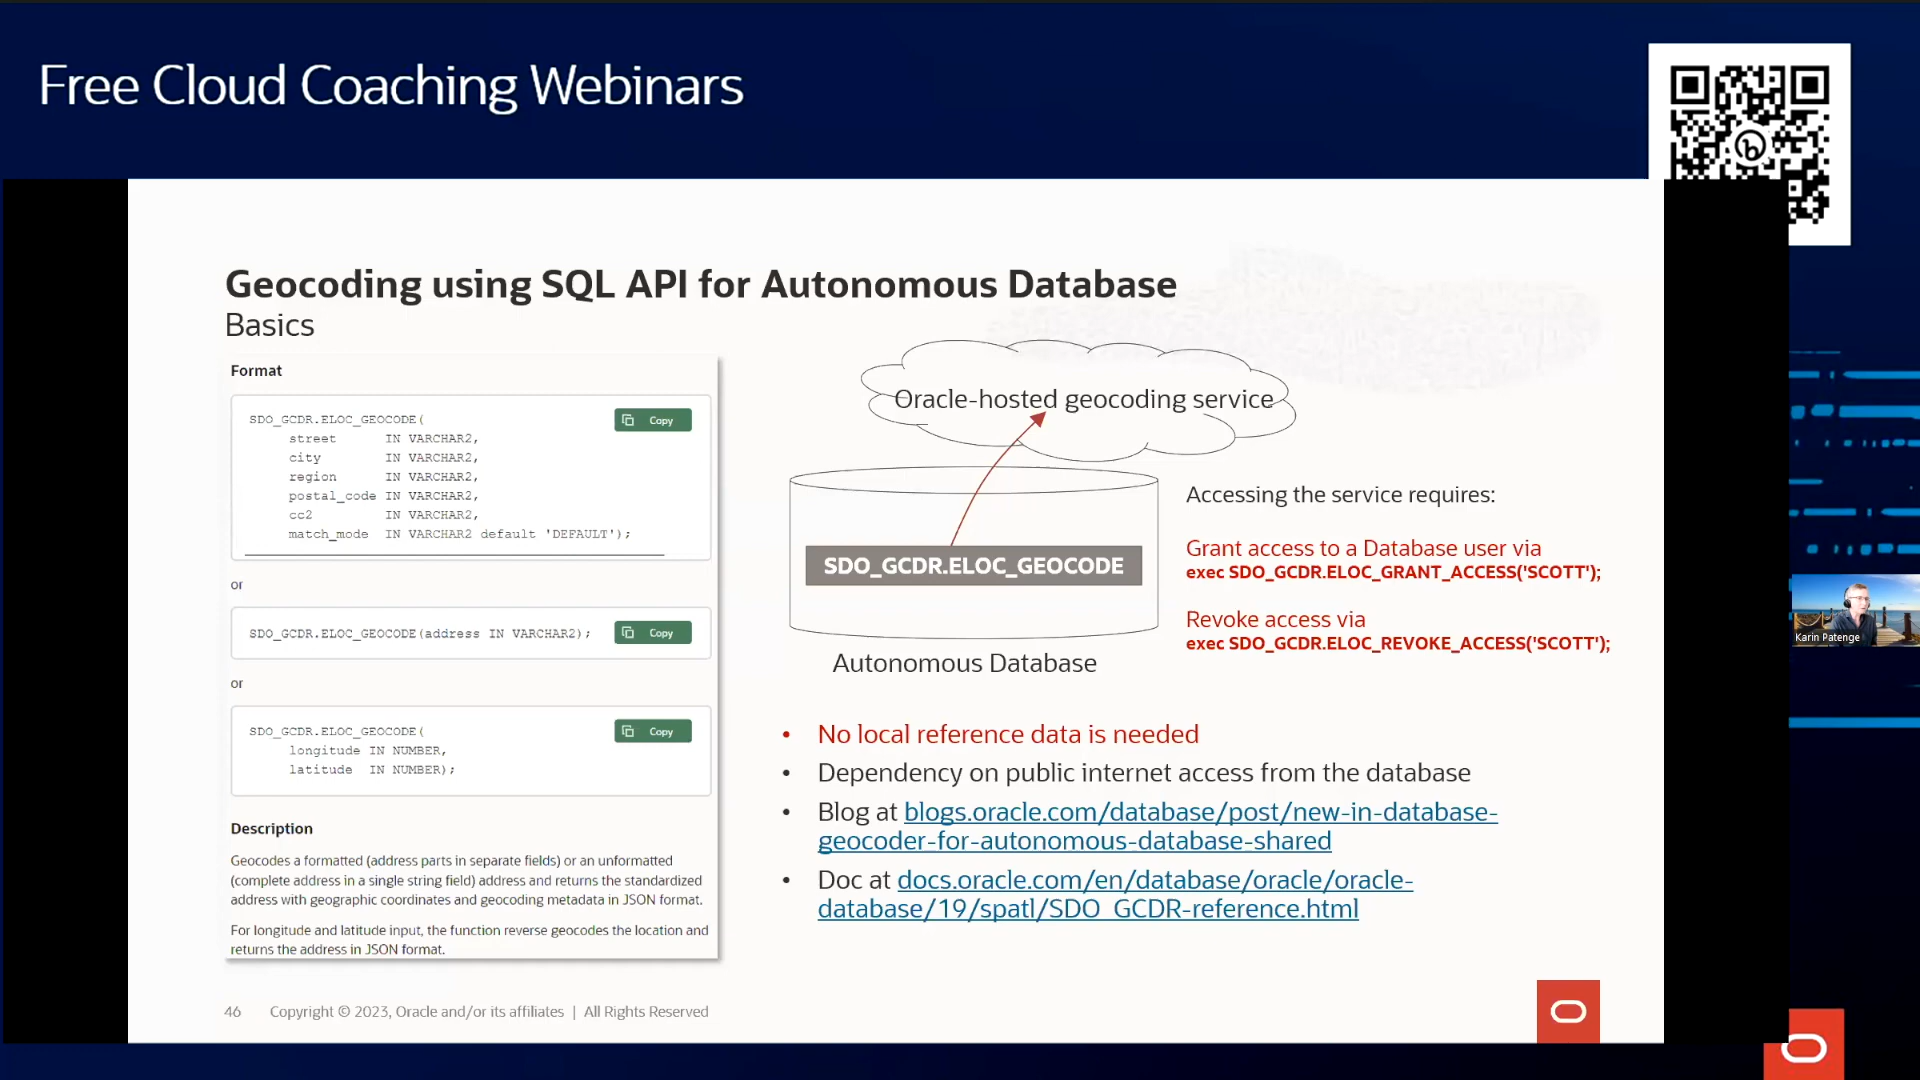 Free Cloud Coaching Webinars
Geocoding using SQL API for Autonomous Database
Basics
Format
SDO_GCDR.ELOC_GEOCODE(
street IN VARCHAR2,
city IN VARCHAR2,
region IN VARCHAR2,
postal_code IN VARCHAR2,
cc2 IN VARCHAR2,
match_mode IN VARCHAR2 default 'DEFAULT');
Copy
or
SDO_GCDR.ELOC_GEOCODE(address IN VARCHAR2);
Copy
or
SDO_GCDR.ELOC_GEOCODE(
longitude IN NUMBER,
latitude IN NUMBER);
Copy
Description
Geocodes a formatted (address parts in separate fields) or an unformatted
(complete address in a single string field) address and returns the standardized
address with geographic coordinates and geocoding metadata in JSON format.
For longitude and latitude input, the function reverse geocodes the location and
returns the address in JSON format.
Oracle-hosted geocoding service
SDO_GCDR.ELOC_GEOCODE
Autonomous Database
Accessing the service requires:
Grant access to a Database user via
exec SDO_GCDR.ELOC_GRANT_ACCESS('SCOTT');
Revoke access via
exec SDO_GCDR.ELOC_REVOKE_ACCESS('SCOTT');
• No local reference data is needed
• Dependency on public internet access from the database
• Blog at blogs.oracle.com/database/post/new-in-database-
geocoder-for-autonomous-database-shared
• Doc at docs.oracle.com/en/database/oracle/oracle-
database/19/spatl/SDO_GCDR-reference.html
Karin Patenge
46 Copyright © 2023, Oracle and/or its affiliates | All Rights Reserved